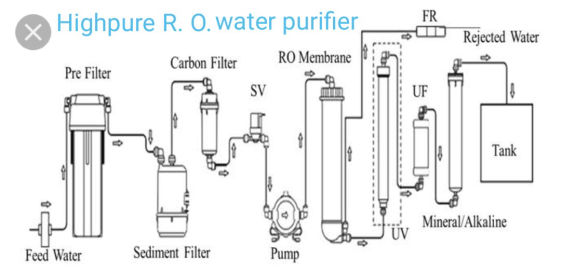 Highpure R. O. water purifier
FR
Rejected Water
Carbon Filter
RO Membrane
Pre Filter
SV
UF
Tank
Mineral/Alkaline
UV
Feed Water
Sediment Filter
Pump